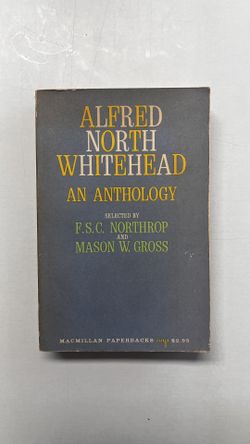 ALFRED
NORTH
WHITEHEAD
AN ANTHOLOGY
SELECTED BY
F.S.C. NORTHROP
AND
MASON W. GROSS
MACMILLAN PAPERBACKS $2.95